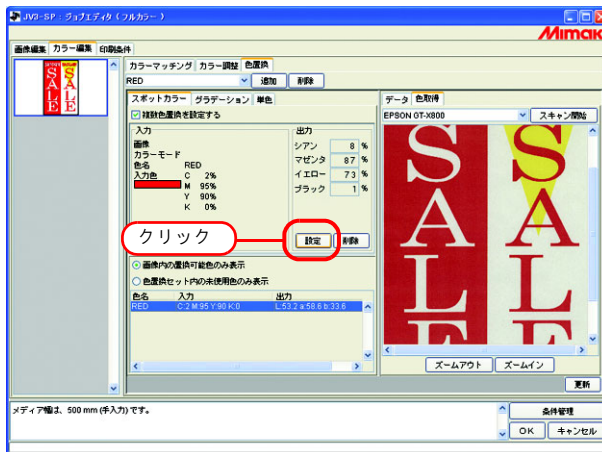 JV3-SP : ジョブエディタ ( フルカラー )
Mimaki
画像編集 カラー編集 印刷条件
カラーマッチング カラー調整 色置換
RED 追加 削除
スポットカラー グラデーション 単色
複数色置換を設定する
入力
画像
カラーモード
色名 RED
入力色 C 2%
M 95%
Y 90%
K 0%
出力
シアン 8 %
マゼンタ 87 %
イエロー 73 %
ブラック 1 %
設定 削除
クリック
画像内の置換可能色のみ表示
色置換セット内の未使用色のみ表示
色名 入力 出力
RED C:2 M:95 Y:90 K:0 L:53.2 a:58.6 b:33.6
データ 色取得
EPSON GT-X800 スキャン開始
SALE
SALE
SALE
SALE
ズームアウト ズームイン
更新
メディア幅は、500 mm (手入力) です。
条件管理
OK キャンセル